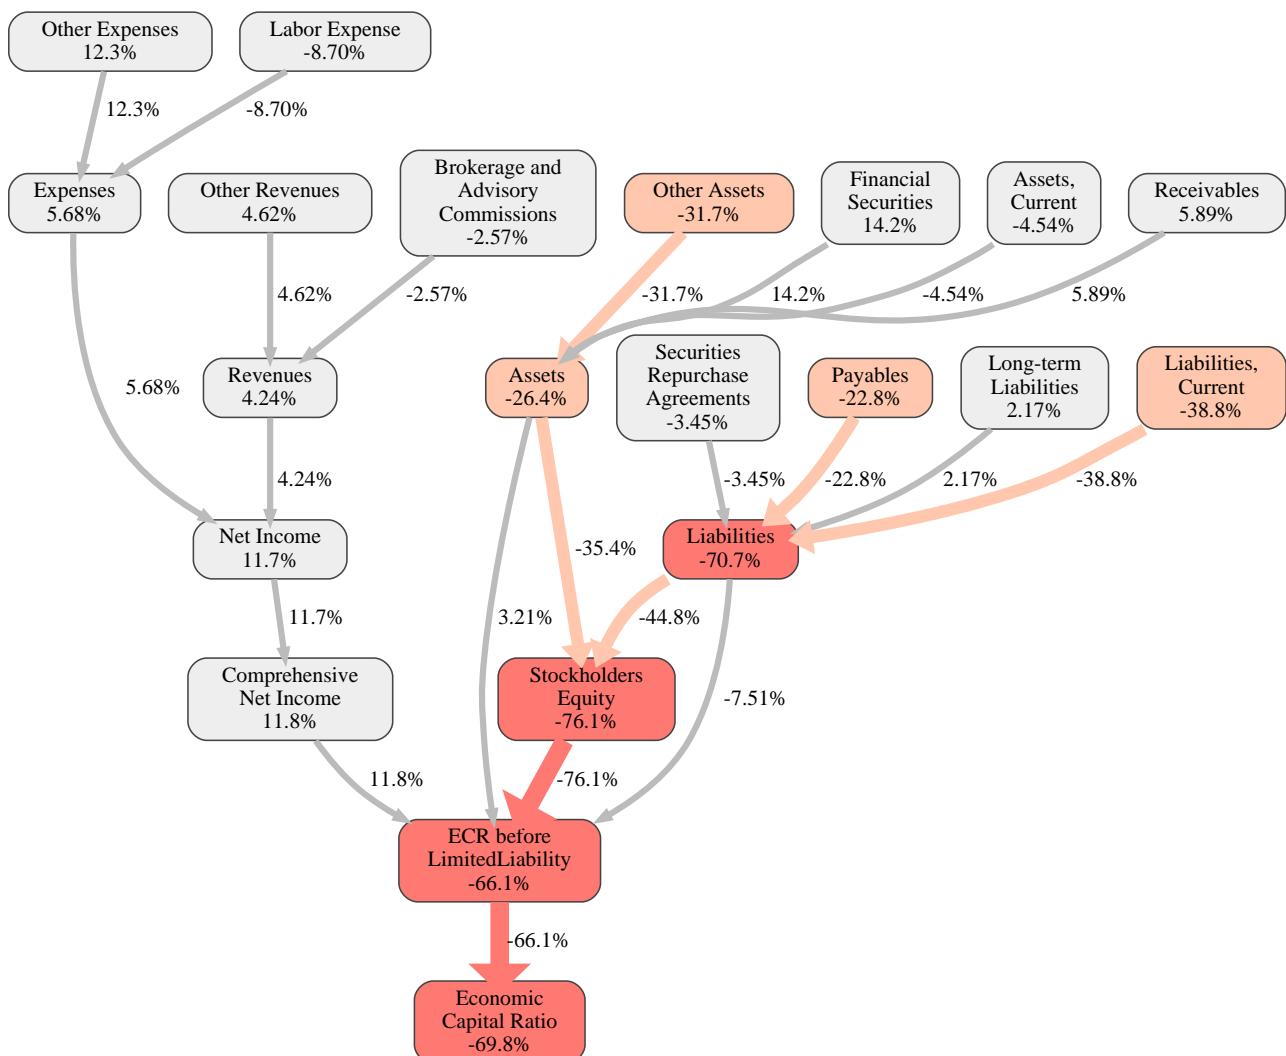 Other Expenses
12.3%
Labor Expense
-8.70%
12.3%
-8.70%
Expenses
5.68%
Other Revenues
4.62%
Brokerage and
Advisory
Commissions
-2.57%
Other Assets
-31.7%
Financial
Securities
14.2%
Assets,
Current
-4.54%
Receivables
5.89%
4.62%
-2.57%
-31.7%
14.2%
-4.54%
5.89%
5.68%
Revenues
4.24%
Assets
-26.4%
Securities
Repurchase
Agreements
-3.45%
Payables
-22.8%
Long-term
Liabilities
2.17%
Liabilities,
Current
-38.8%
4.24%
-3.45%
-22.8%
2.17%
-38.8%
Net Income
11.7%
-35.4%
Liabilities
-70.7%
11.7%
3.21%
-44.8%
Comprehensive
Net Income
11.8%
Stockholders
Equity
-76.1%
-7.51%
11.8%
-76.1%
ECR before
LimitedLiability
-66.1%
-66.1%
Economic
Capital Ratio
-69.8%